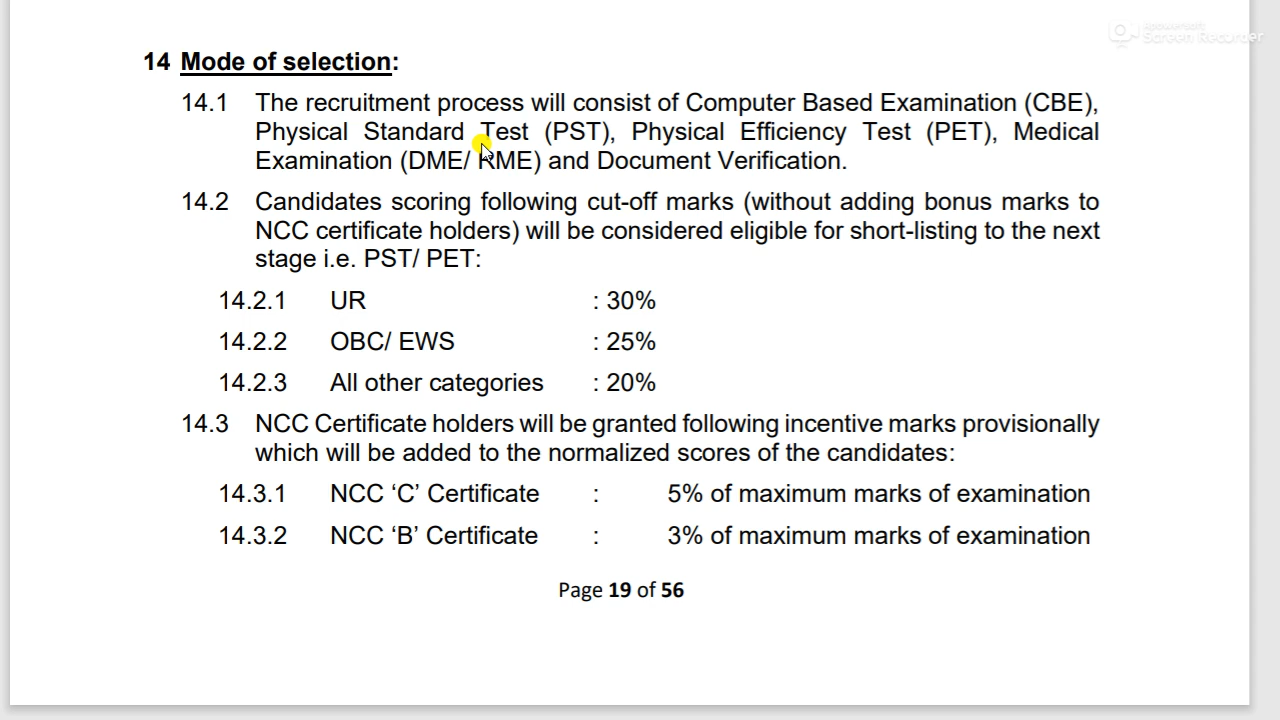 Apowersoft
Screen Recorder
14 Mode of selection:
14.1 The recruitment process will consist of Computer Based Examination (CBE),
Physical Standard Test (PST), Physical Efficiency Test (PET), Medical
Examination (DME/ RME) and Document Verification.
14.2 Candidates scoring following cut-off marks (without adding bonus marks to
NCC certificate holders) will be considered eligible for short-listing to the next
stage i.e. PST/ PET:
14.2.1 UR : 30%
14.2.2 OBC/ EWS : 25%
14.2.3 All other categories : 20%
14.3 NCC Certificate holders will be granted following incentive marks provisionally
which will be added to the normalized scores of the candidates:
14.3.1 NCC ‘C’ Certificate : 5% of maximum marks of examination
14.3.2 NCC ‘B’ Certificate : 3% of maximum marks of examination
Page 19 of 56